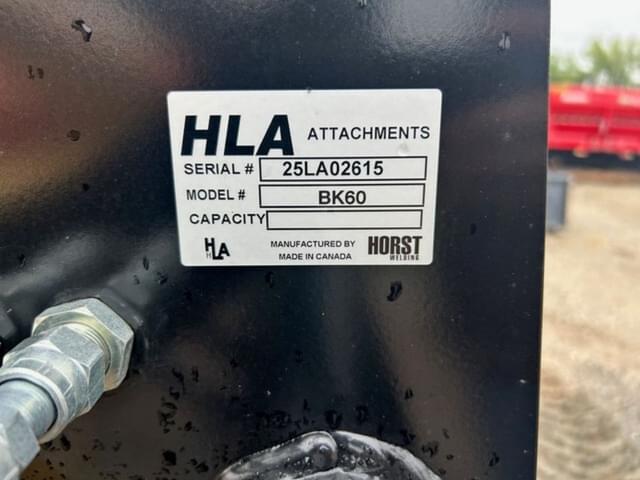 HLA ATTACHMENTS
SERIAL # 25LA02615
MODEL # BK60
CAPACITY
HLA MANUFACTURED BY HORST
MADE IN CANADA WELDING